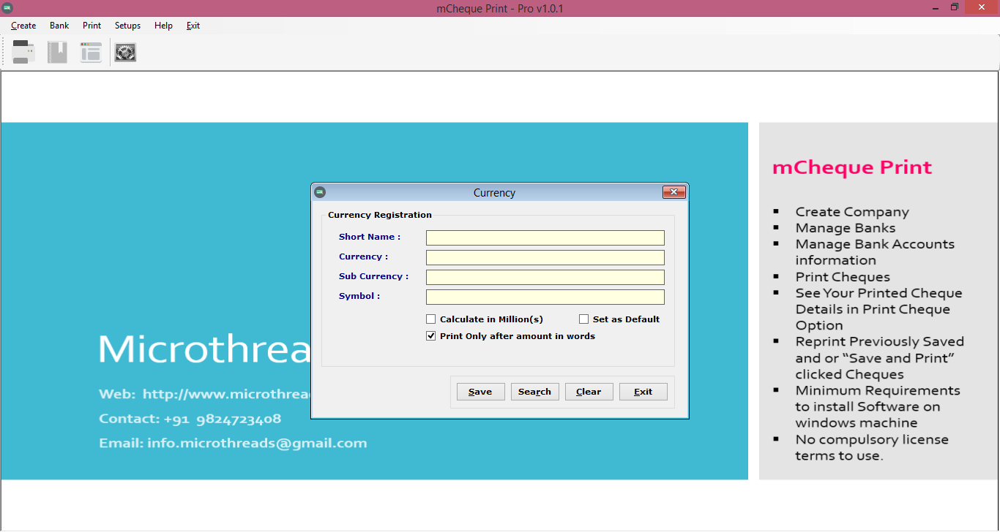 mCheque Print - Pro v1.0.1
Create Bank Print Setups Help Exit
Currency
Currency Registration
Short Name :
Currency :
Sub Currency :
Symbol :
Calculate in Million(s) Set as Default
Print Only after amount in words
Save Search Clear Exit
Microthrea
Web: http://www.microthrea
Contact: +91 9824723408
Email: info.microthreads@gmail.com
mCheque Print
▪ Create Company
▪ Manage Banks
▪ Manage Bank Accounts
information
▪ Print Cheques
▪ See Your Printed Cheque
Details in Print Cheque
Option
▪ Reprint Previously Saved
and or “Save and Print”
clicked Cheques
▪ Minimum Requirements
to install Software on
windows machine
▪ No compulsory license
terms to use.